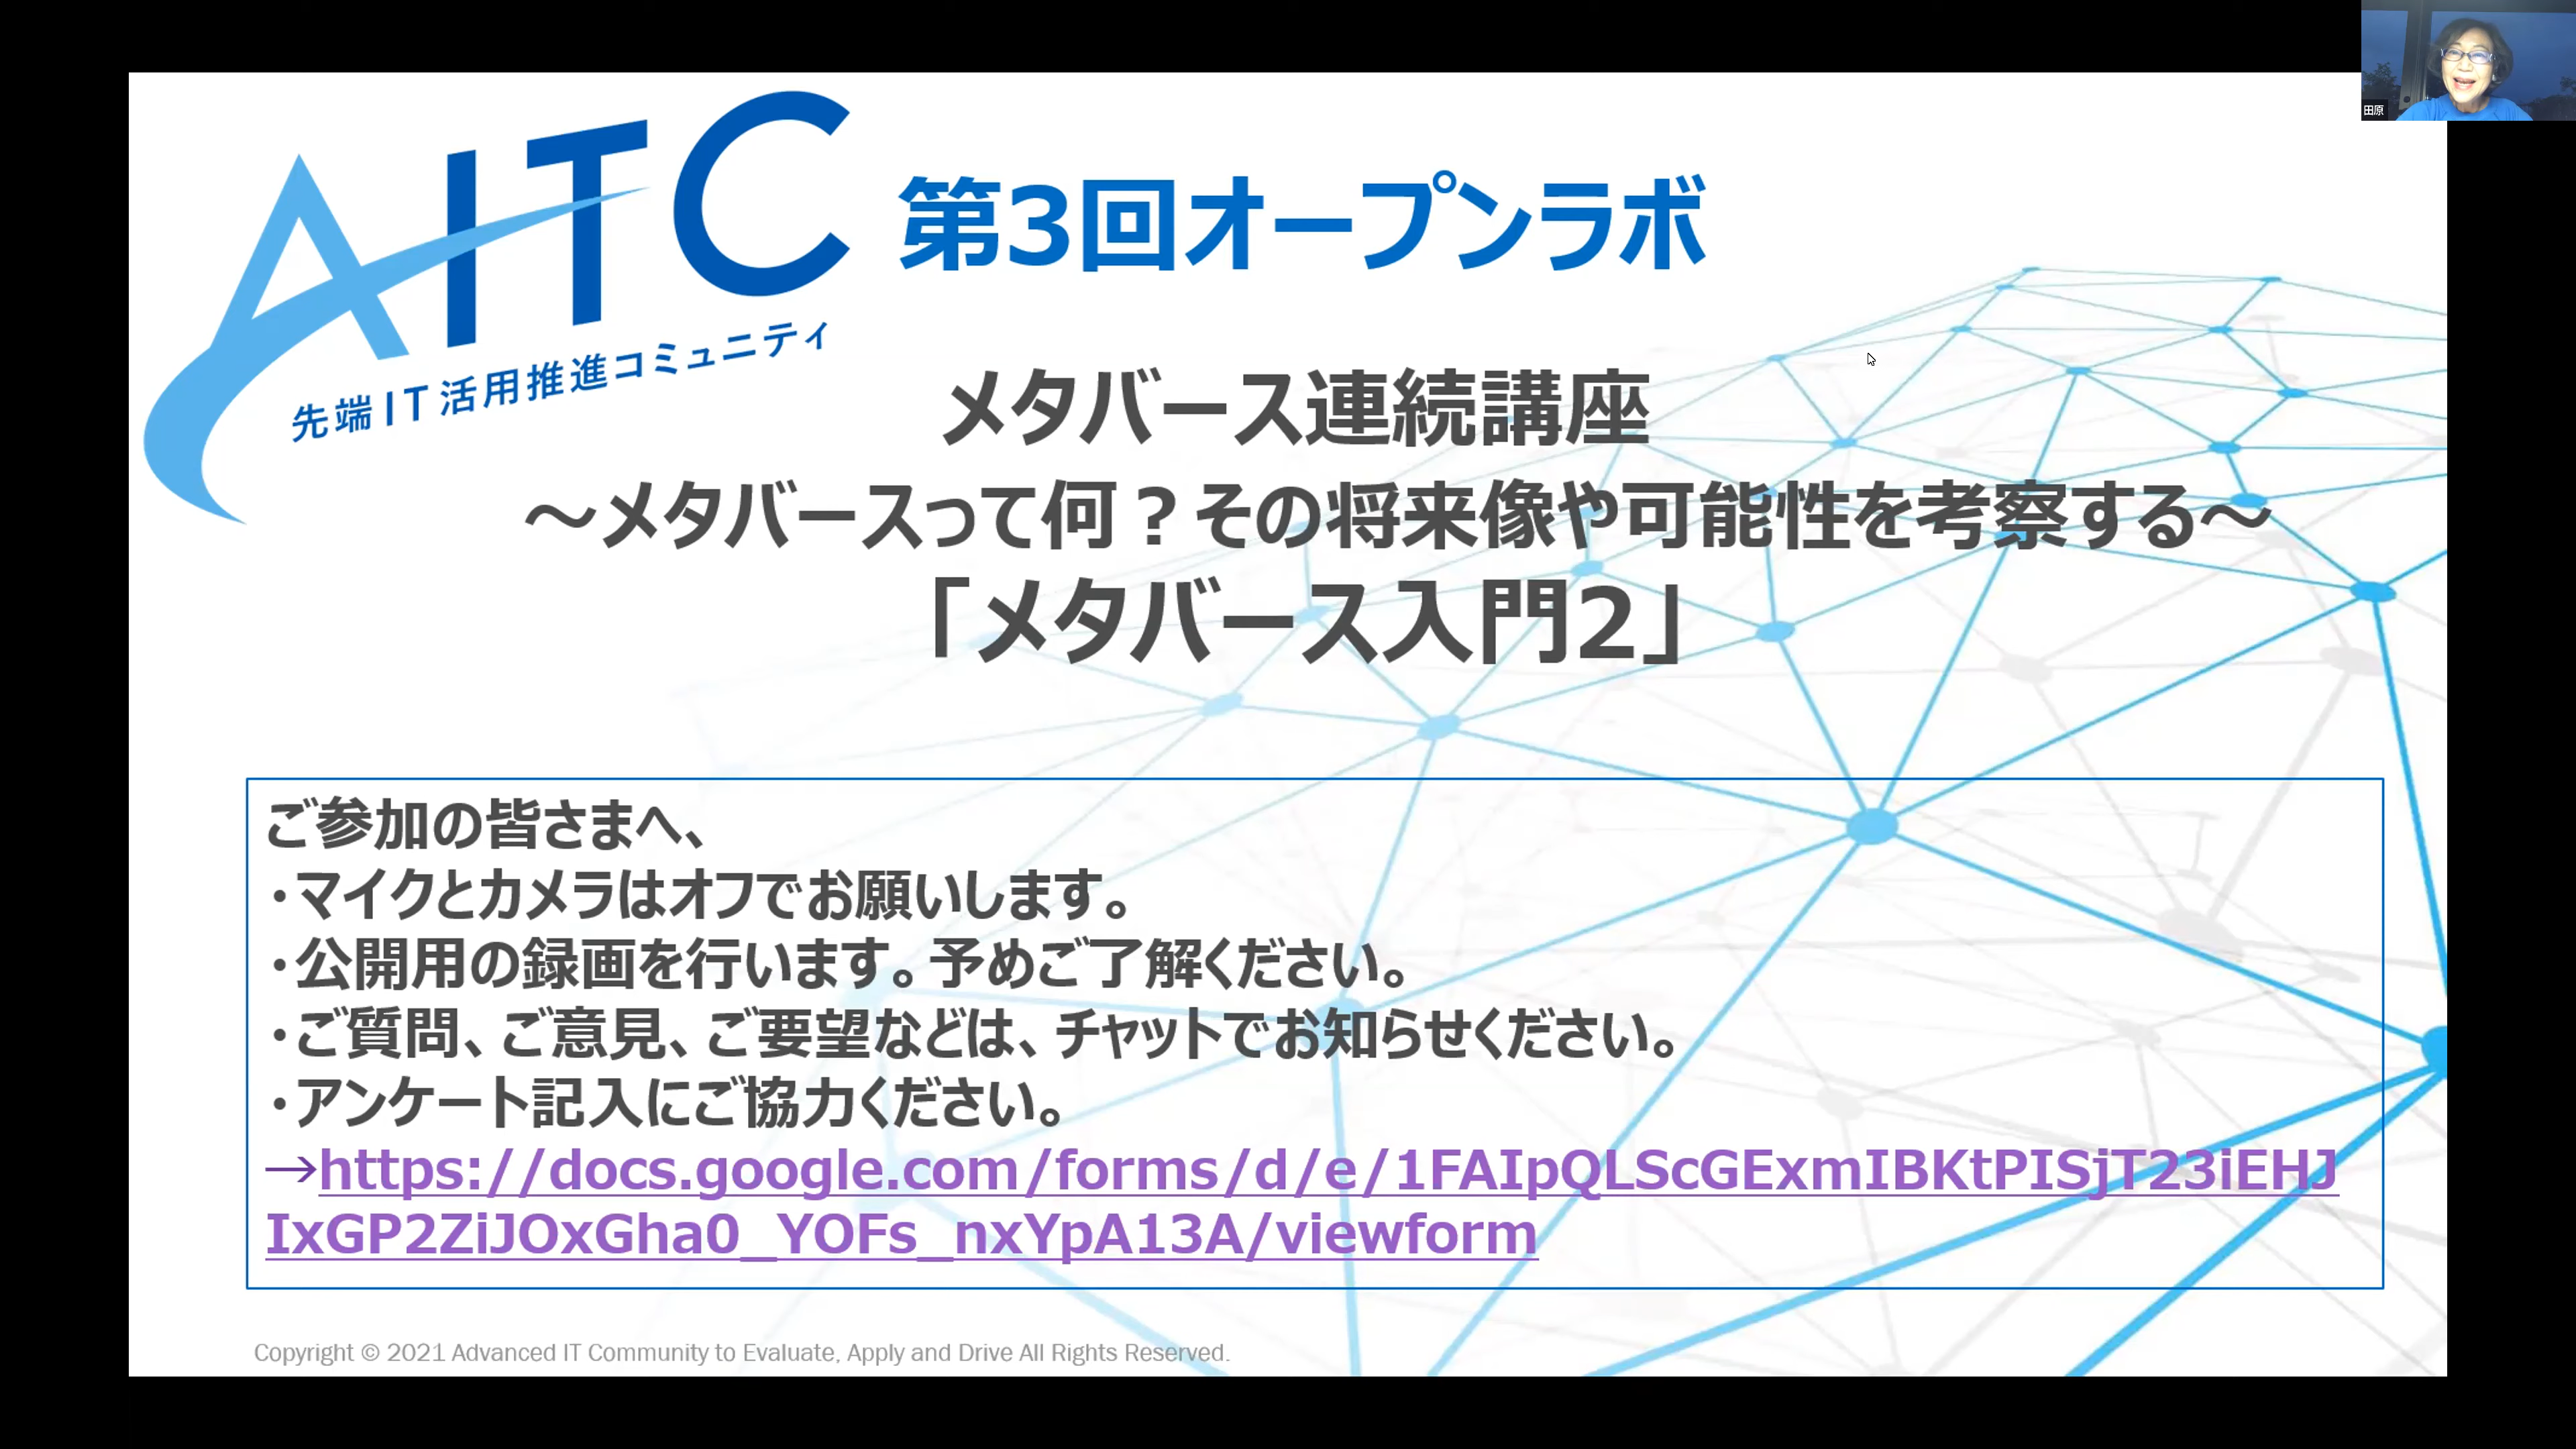 田原
AITC
先端IT活用推進コミュニティ
第3回オープンラボ
メタバース連続講座
～メタバースって何？その将来像や可能性を考察する～
「メタバース入門2」
ご参加の皆さまへ、
・マイクとカメラはオフでお願いします。
・公開用の録画を行います。予めご了解ください。
・ご質問、ご意見、ご要望などは、チャットでお知らせください。
・アンケート記入にご協力ください。
→https://docs.google.com/forms/d/e/1FAIpQLScGExmIBKtPISjT23iEHJ
IxGP2ZiJOxGha0_YOFs_nxYpA13A/viewform
Copyright © 2021 Advanced IT Community to Evaluate, Apply and Drive All Rights Reserved.